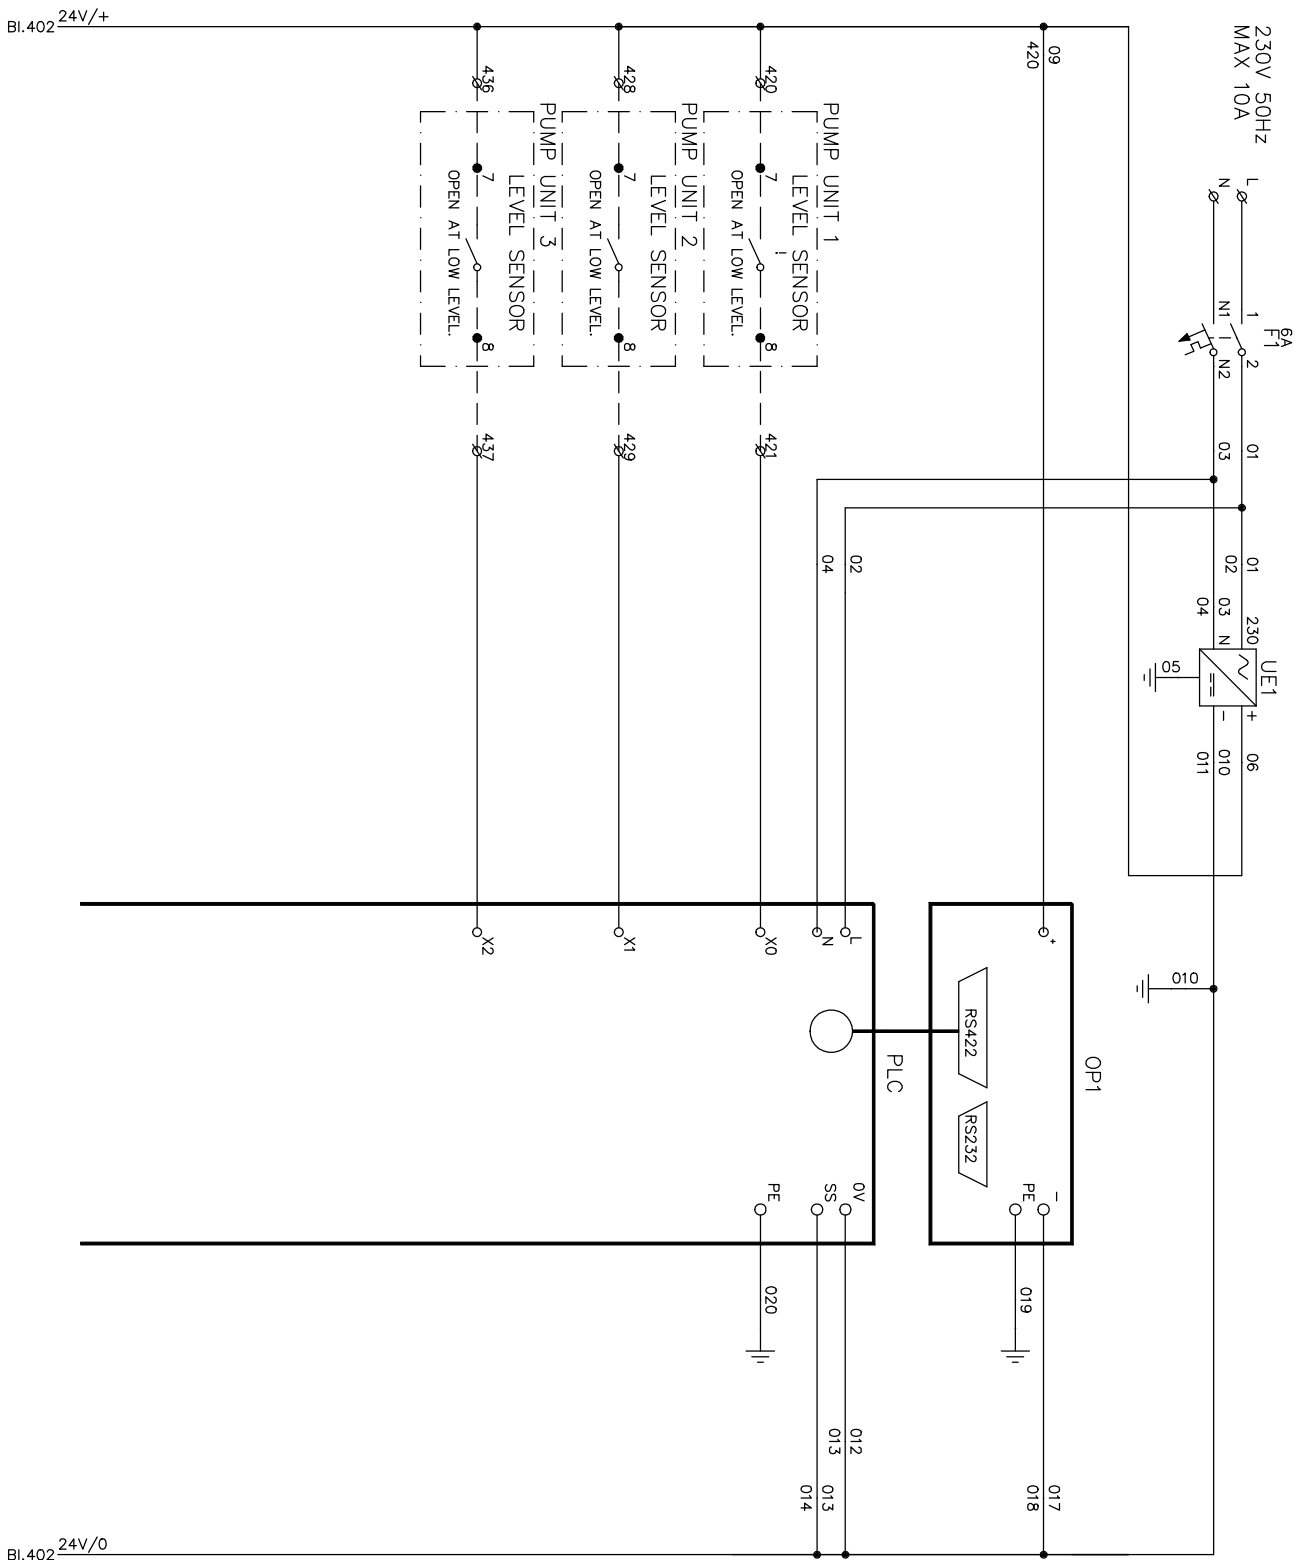 230V 50Hz
MAX 10A
L
N
1
N1
6A
F1
2
N2
01
03
01
02
03
04
230
N
UE1
05
+
-
06
010
011
010
24V/+
BI.402
09
420
02
04
OP1
+
RS422
RS232
-
PE
017
018
019
PLC
L
N
0V
SS
012
013
013
014
PE
020
PUMP UNIT 1
LEVEL SENSOR
!
OPEN AT LOW LEVEL.
420
7
8
421
X0
PUMP UNIT 2
LEVEL SENSOR
OPEN AT LOW LEVEL.
428
7
8
429
X1
PUMP UNIT 3
LEVEL SENSOR
OPEN AT LOW LEVEL.
436
7
8
437
X2
24V/0
BI.402